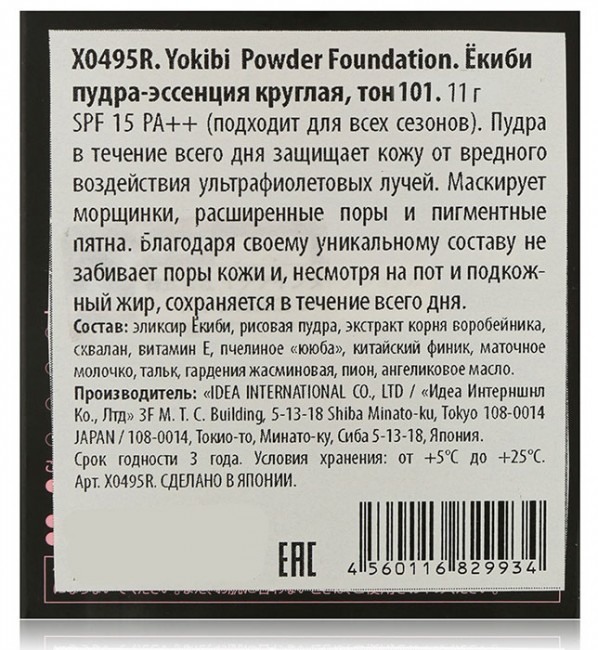 X0495R. Yokibi Powder Foundation. Ёкиби
пудра-эссенция круглая, тон 101. 11 г
SPF 15 PA++ (подходит для всех сезонов). Пудра
в течение всего дня защищает кожу от вредного
воздействия ультрафиолетовых лучей. Маскирует
морщинки, расширенные поры и пигментные
пятна. Благодаря своему уникальному составу не
забивает поры кожи и, несмотря на пот и подкож-
ный жир, сохраняется в течение всего дня.
Состав: эликсир Ёкиби, рисовая пудра, экстракт корня воробейника,
схвалан, витамин Е, пчелиное «ююба», китайский финик, маточное
молочко, тальк, гардения жасминовая, пион, ангеликовое масло.
Производитель: «IDEA INTERNATIONAL CO., LTD / «Идеа Интерншнл
Ко., Лтд» 3F M. T. C. Building, 5-13-18 Shiba Minato-ku, Tokyo 108-0014
JAPAN / 108-0014, Токио-то, Минато-ку, Сиба 5-13-18, Япония.
Срок годности 3 года. Условия хранения: от +5°С до +25°С.
Арт. X0495R. СДЕЛАНО В ЯПОНИИ.
ЕАС
4 560116 829934